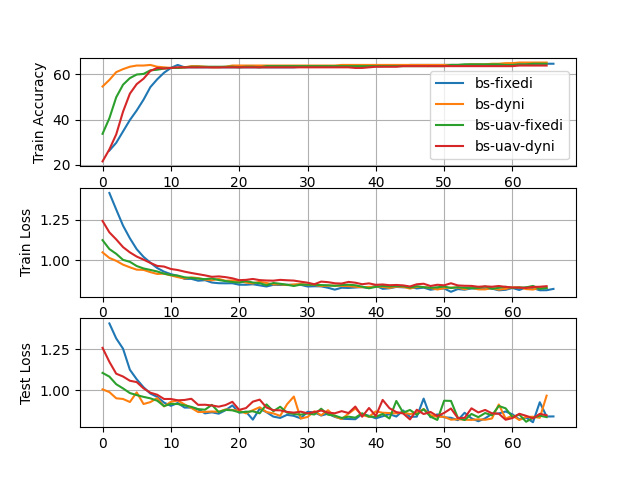 Train Accuracy
60
40
20
bs-fixedi
bs-dyni
bs-uav-fixedi
bs-uav-dyni
0 10 20 30 40 50 60
Train Loss
1.25
1.00
0 10 20 30 40 50 60
Test Loss
1.25
1.00
0 10 20 30 40 50 60